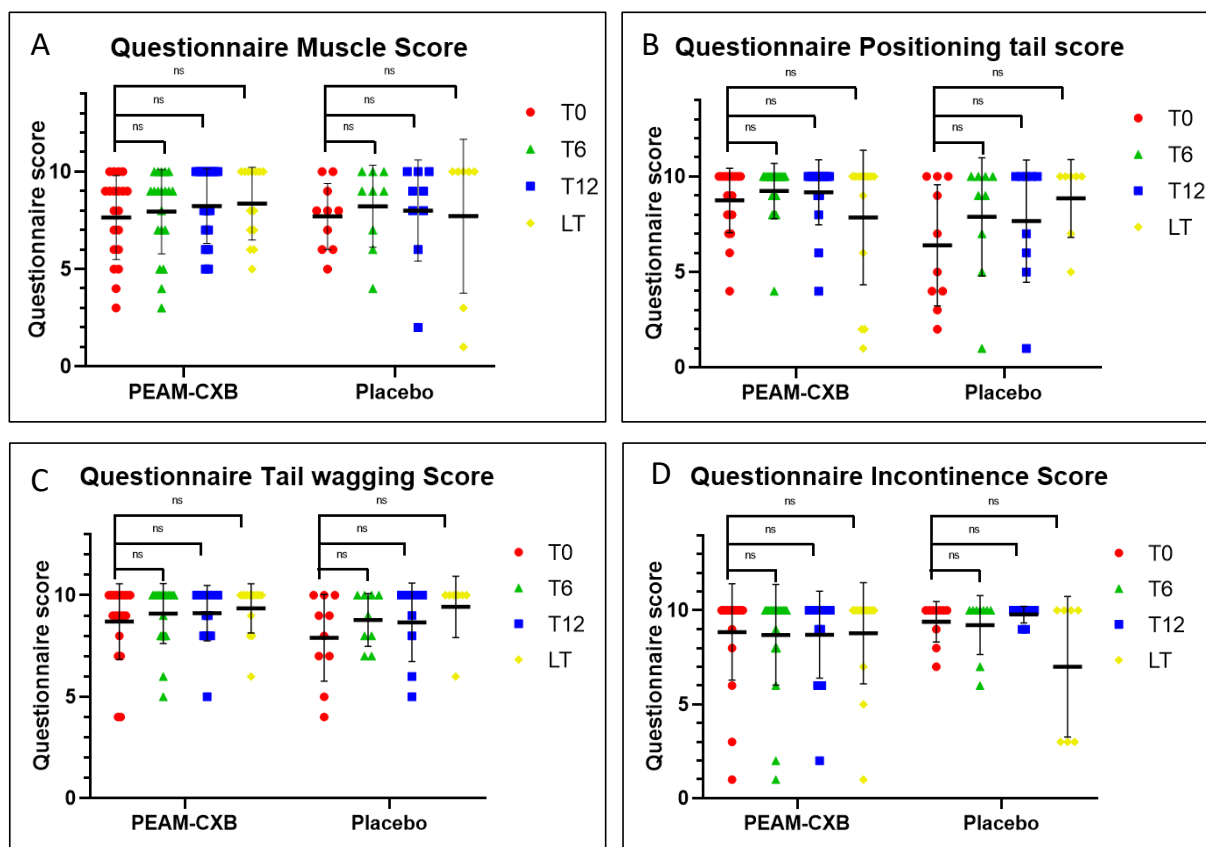 A
Questionnaire Muscle Score
ns
ns
ns
ns
ns
ns
T0
T6
T12
LT
Questionnaire score
10
5
0
PEAM-CXB
Placebo
B
Questionnaire Positioning tail score
ns
ns
ns
ns
ns
ns
T0
T6
T12
LT
Questionnaire score
10
5
0
PEAM-CXB
Placebo
C
Questionnaire Tail wagging Score
ns
ns
ns
ns
ns
ns
T0
T6
T12
LT
Questionnaire score
10
5
0
PEAM-CXB
Placebo
D
Questionnaire Incontinence Score
ns
ns
ns
ns
ns
ns
T0
T6
T12
LT
Questionnaire score
10
5
0
PEAM-CXB
Placebo